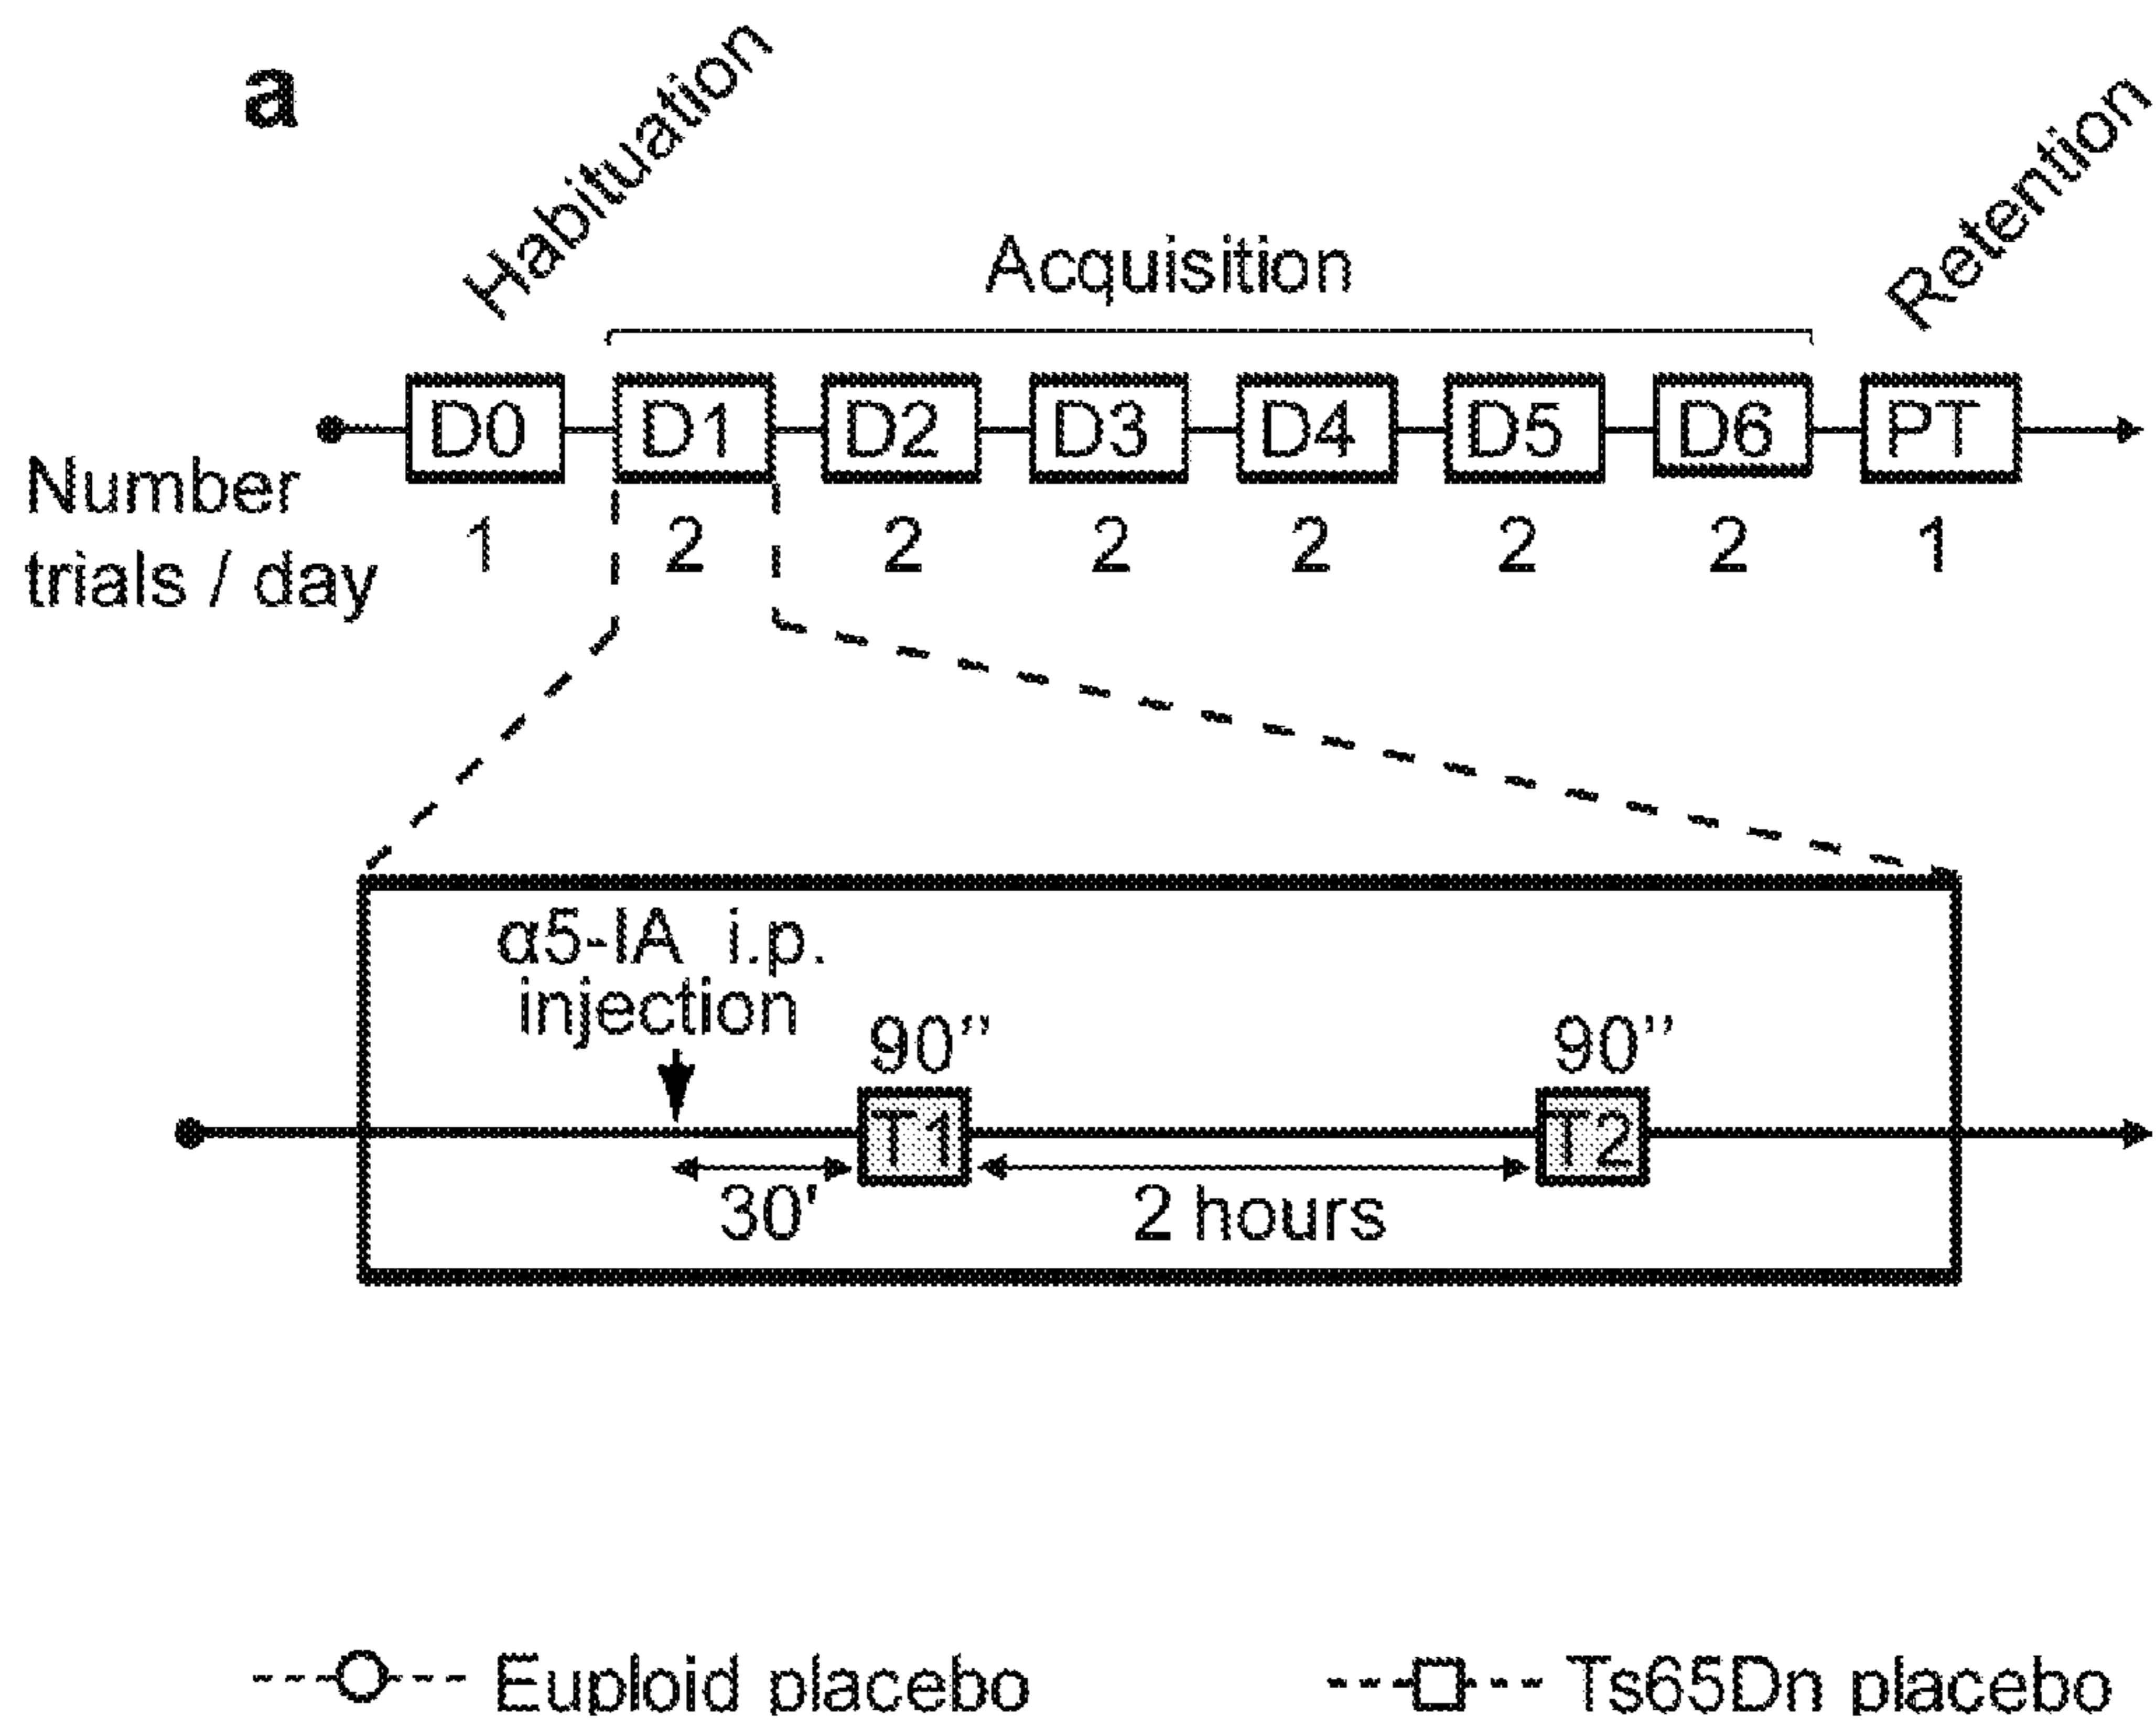 a
Habituation
Acquisition
Retention
D0 D1 D2 D3 D4 D5 D6 PT
Number
trials / day
1 2 2 2 2 2 2 1
α5-IA i.p.
injection
90’’ 90’’
T1 T2
30' 2 hours
Euploid placebo Ts65Dn placebo